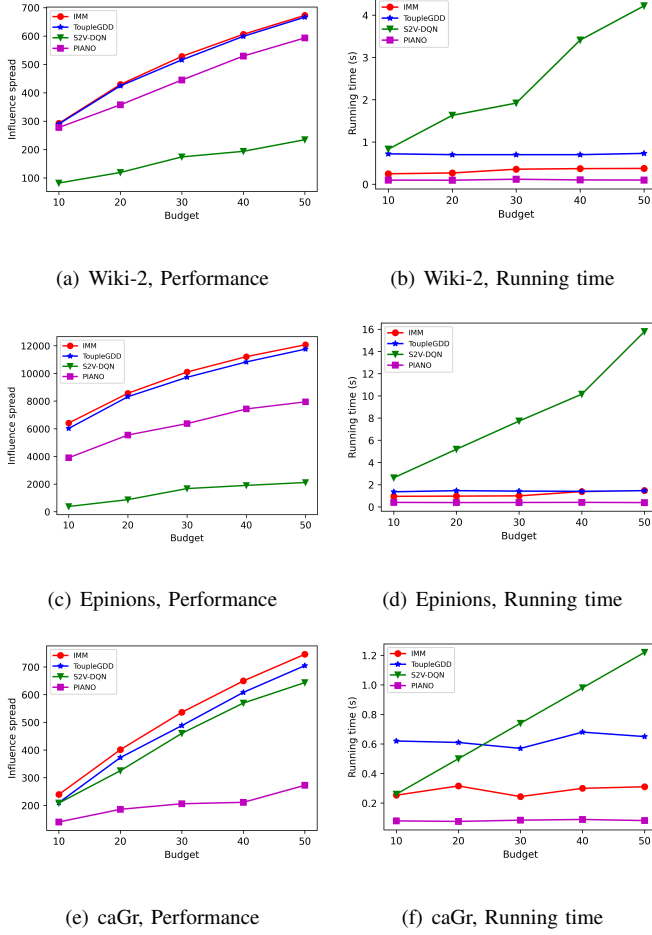 700
600
500
400
300
200
100
Influence spread
IMM
ToupleGDD
S2V-DQN
PIANO
10 20 30 40 50
Budget
4
3
2
1
0
Running time (s)
IMM
ToupleGDD
S2V-DQN
PIANO
10 20 30 40 50
Budget
(a) Wiki-2, Performance
(b) Wiki-2, Running time
12000
10000
8000
6000
4000
2000
0
Influence spread
IMM
ToupleGDD
S2V-DQN
PIANO
10 20 30 40 50
Budget
16
14
12
10
8
6
4
2
0
Running time (s)
IMM
ToupleGDD
S2V-DQN
PIANO
10 20 30 40 50
Budget
(c) Epinions, Performance
(d) Epinions, Running time
700
600
500
400
300
200
Influence spread
IMM
ToupleGDD
S2V-DQN
PIANO
10 20 30 40 50
Budget
1.2
1.0
0.8
0.6
0.4
0.2
Running time (s)
IMM
ToupleGDD
S2V-DQN
PIANO
10 20 30 40 50
Budget
(e) caGr, Performance
(f) caGr, Running time